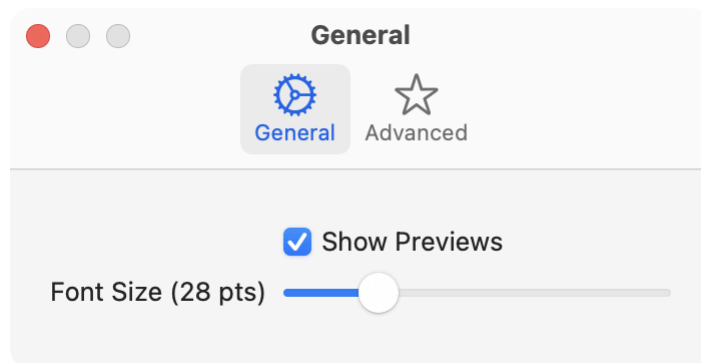 General
General Advanced
Show Previews
Font Size (28 pts)